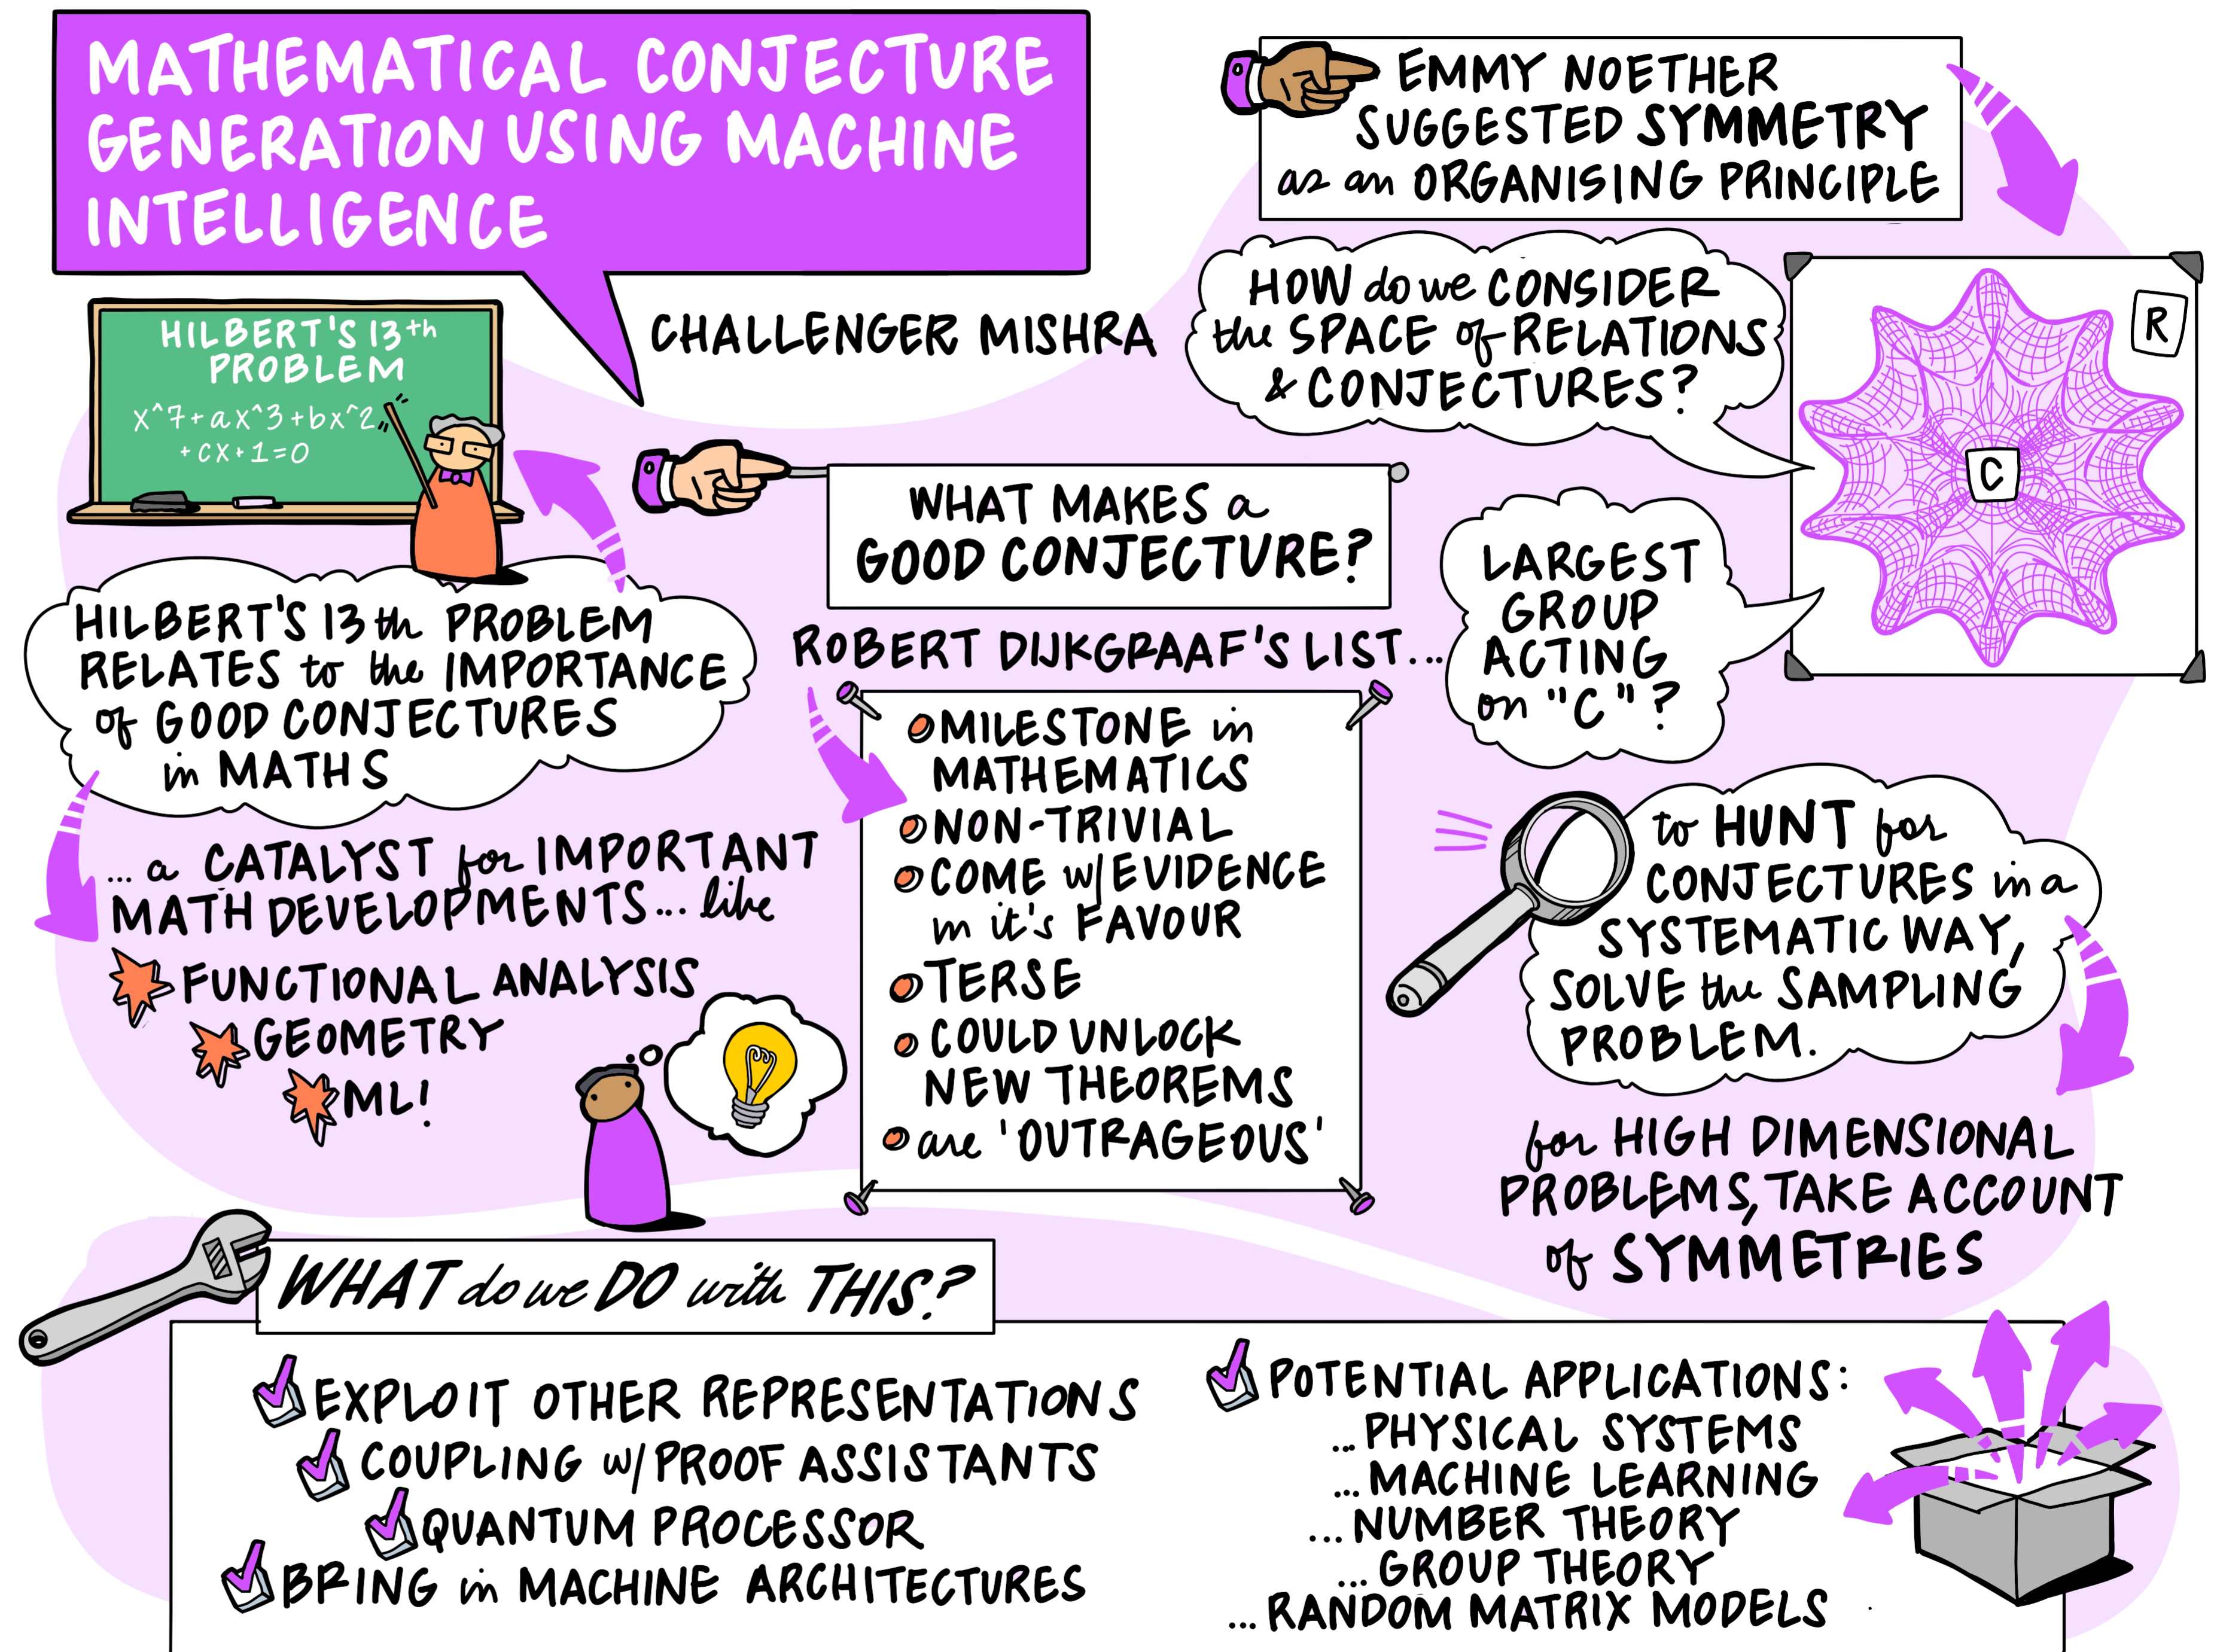 MATHEMATICAL CONJECTURE
GENERATION USING MACHINE
INTELLIGENCE
CHALLENGER MISHRA
HILBERT'S 13th
PROBLEM
x^7+ax^3+bx^2
+cx+1=0
HILBERT'S 13th PROBLEM
RELATES to the IMPORTANCE
of GOOD CONJECTURES
in MATHS
...a CATALYST for IMPORTANT
MATH DEVELOPMENTS... like
FUNCTIONAL ANALYSIS
GEOMETRY
ML!
WHAT MAKES a
GOOD CONJECTURE?
ROBERT DIJKGRAAF'S LIST...
MILESTONE in
MATHEMATICS
NON-TRIVIAL
COME w/ EVIDENCE
in it's FAVOUR
TERSE
COULD UNLOCK
NEW THEOREMS
are 'OUTRAGEOUS'
EMMY NOETHER
SUGGESTED SYMMETRY
as an ORGANISING PRINCIPLE
HOW do we CONSIDER
the SPACE of RELATIONS
& CONJECTURES?
R
C
LARGEST
GROUP
ACTING
on "C"?
to HUNT for
CONJECTURES in a
SYSTEMATIC WAY,
SOLVE the SAMPLING
PROBLEM.
for HIGH DIMENSIONAL
PROBLEMS, TAKE ACCOUNT
of SYMMETRIES
WHAT do we DO with THIS?
EXPLOIT OTHER REPRESENTATIONS
COUPLING w/ PROOF ASSISTANTS
QUANTUM PROCESSOR
BRING in MACHINE ARCHITECTURES
POTENTIAL APPLICATIONS:
...PHYSICAL SYSTEMS
...MACHINE LEARNING
...NUMBER THEORY
...GROUP THEORY
...RANDOM MATRIX MODELS